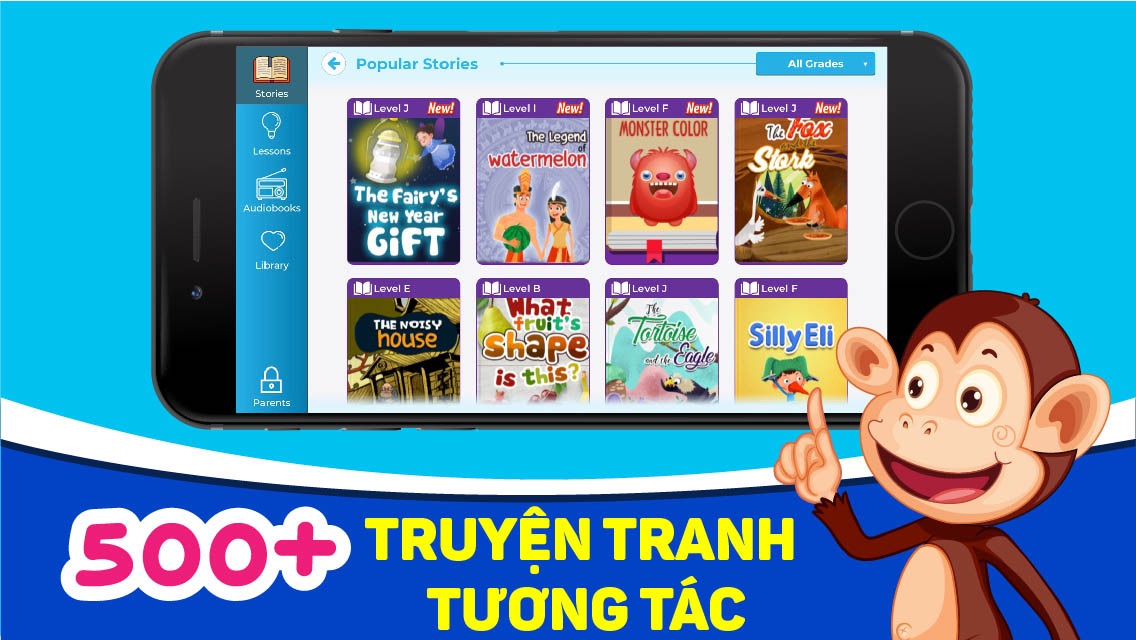 Stories
Lessons
Audiobooks
Library
Parents
Popular Stories
All Grades
Level J New!
The Fairy's
New Year
Gift
Level I New!
The Legend
of
watermelon
Level F New!
MONSTER COLOR
Level J New!
The Fox
and the
Stork
Level E
THE NOISY
house
Level B
What
fruit's
shape
is this?
Level J
The
Tortoise
and the Eagle
Level F
Silly Eli
500+
TRUYỆN TRANH
TƯƠNG TÁC